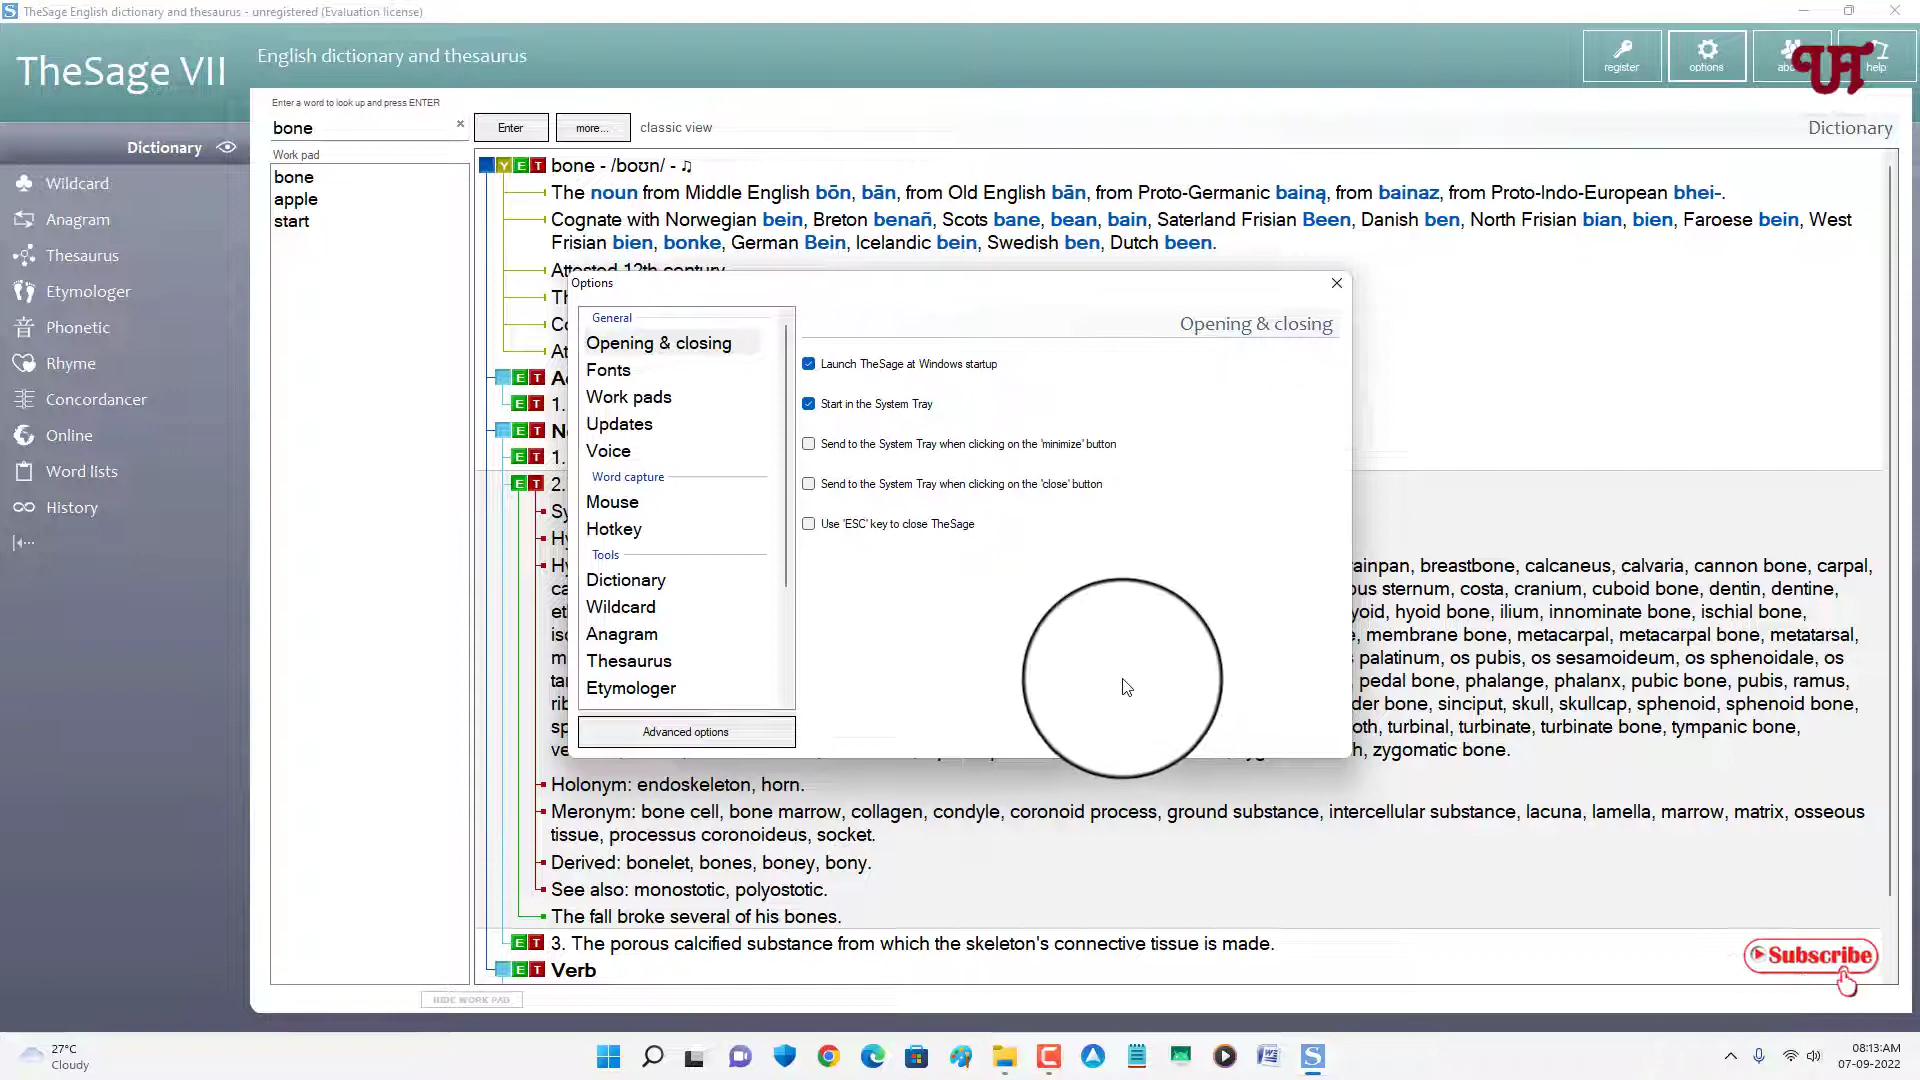 TheSage English dictionary and thesaurus - unregistered (Evaluation license)
TheSage VII
English dictionary and thesaurus
register
options
help
UT
Enter a word to look up and press ENTER
bone
Enter
more...
classic view
Dictionary
Dictionary
Wildcard
Anagram
Thesaurus
Etymologer
Phonetic
Rhyme
Concordancer
Online
Word lists
History
Work pad
bone
apple
start
HIDE WORK PAD
Y E T bone - /boʊn/ - ♫
The noun from Middle English bōn, bān, from Old English bān, from Proto-Germanic bainą, from bainaz, from Proto-Indo-European bhei-.
Cognate with Norwegian bein, Breton benañ, Scots bane, bean, bain, Saterland Frisian Been, Danish ben, North Frisian bian, bien, Faroese bein, West
Frisian bien, bonke, German Bein, Icelandic bein, Swedish ben, Dutch been.
Attested 12th century
E T
E T 1.
E T
E T 1.
E T 2.
Options
General
Opening & closing
Fonts
Work pads
Updates
Voice
Word capture
Mouse
Hotkey
Tools
Dictionary
Wildcard
Anagram
Thesaurus
Etymologer
Advanced options
Opening & closing
Launch TheSage at Windows startup
Start in the System Tray
Send to the System Tray when clicking on the 'minimize' button
Send to the System Tray when clicking on the 'close' button
Use 'ESC' key to close TheSage
breastbone, calcaneus, calvaria, cannon bone, carpal,
sternum, costa, cranium, cuboid bone, dentin, dentine,
hyoid bone, ilium, innominate bone, ischial bone,
membrane bone, metacarpal, metacarpal bone, metatarsal,
palatinum, os pubis, os sesamoideum, os sphenoidale, os
pedal bone, phalange, phalanx, pubic bone, pubis, ramus,
bone, sinciput, skull, skullcap, sphenoid, sphenoid bone,
turbinal, turbinate, turbinate bone, tympanic bone,
zygomatic bone.
Holonym: endoskeleton, horn.
Meronym: bone cell, bone marrow, collagen, condyle, coronoid process, ground substance, intercellular substance, lacuna, lamella, marrow, matrix, osseous
tissue, processus coronoideus, socket.
Derived: bonelet, bones, boney, bony.
See also: monostotic, polyostotic.
The fall broke several of his bones.
E T 3. The porous calcified substance from which the skeleton's connective tissue is made.
E T Verb
Subscribe
27°C
Cloudy
08:13 AM
07-09-2022